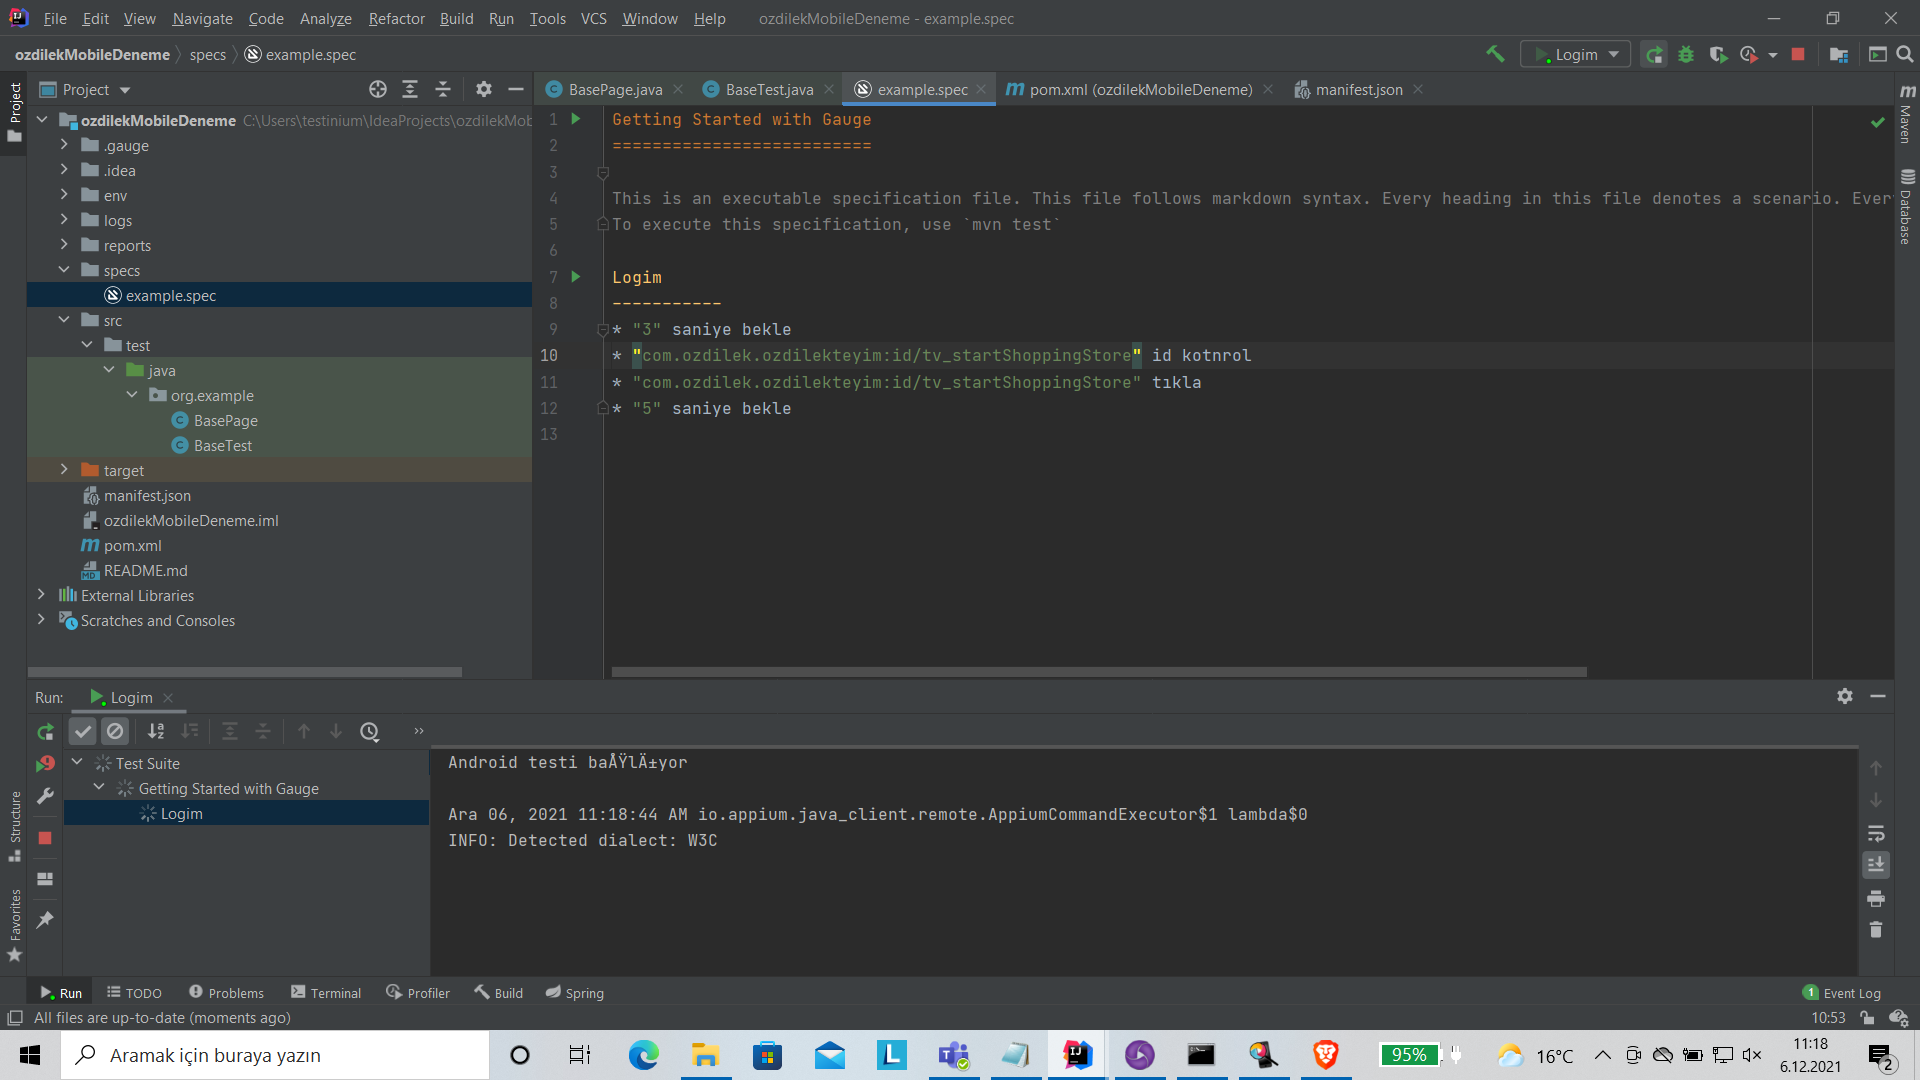 File Edit View Navigate Code Analyze Refactor Build Run Tools VCS Window Help ozdilekMobileDeneme - example.spec
ozdilekMobileDeneme specs example.spec Logim
Project
BasePage.java BaseTest.java example.spec pom.xml (ozdilekMobileDeneme) manifest.json
Project
Maven
Database
ozdilekMobileDeneme C:\Users\testinium\IdeaProjects\ozdilekMob
.gauge
.idea
env
logs
reports
specs
example.spec
src
test
java
org.example
BasePage
BaseTest
target
manifest.json
ozdilekMobileDeneme.iml
pom.xml
README.md
External Libraries
Scratches and Consoles
1 Getting Started with Gauge
2 ==========================
3
4 This is an executable specification file. This file follows markdown syntax. Every heading in this file denotes a scenario. Ever
5 To execute this specification, use `mvn test`
6
7 Logim
8 -----------
9 * "3" saniye bekle
10 * "com.ozdilek.ozdilekteyim:id/tv_startShoppingStore" id kotnrol
11 * "com.ozdilek.ozdilekteyim:id/tv_startShoppingStore" tıkla
12 * "5" saniye bekle
13
Run: Logim
Test Suite
Getting Started with Gauge
Logim
Android testi baÅŸlÄ±yor
Ara 06, 2021 11:18:44 AM io.appium.java_client.remote.AppiumCommandExecutor$1 lambda$0
INFO: Detected dialect: W3C
Structure
Favorites
Run TODO Problems Terminal Profiler Build Spring 1 Event Log
All files are up-to-date (moments ago) 10:53
Aramak için buraya yazın 95% 16°C 11:18
6.12.2021 2